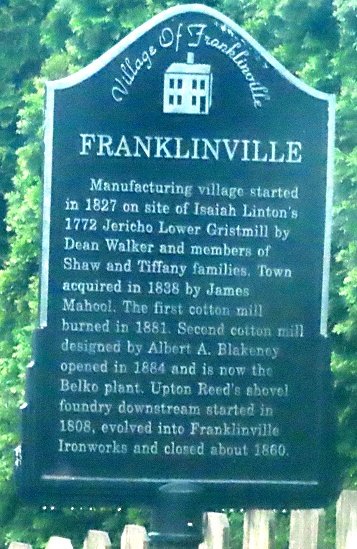 Village Of Franklinville
FRANKLINVILLE
Manufacturing village started
in 1827 on site of Isaiah Linton's
1772 Jericho Lower Gristmill by
Dean Walker and members of
Shaw and Tiffany families. Town
acquired in 1838 by James
Mahool. The first cotton mill
burned in 1881. Second cotton mill
designed by Albert A. Blakeney
opened in 1884 and is now the
Belko plant. Upton Reed's shovel
foundry downstream started in
1808, evolved into Franklinville
Ironworks and closed about 1860.